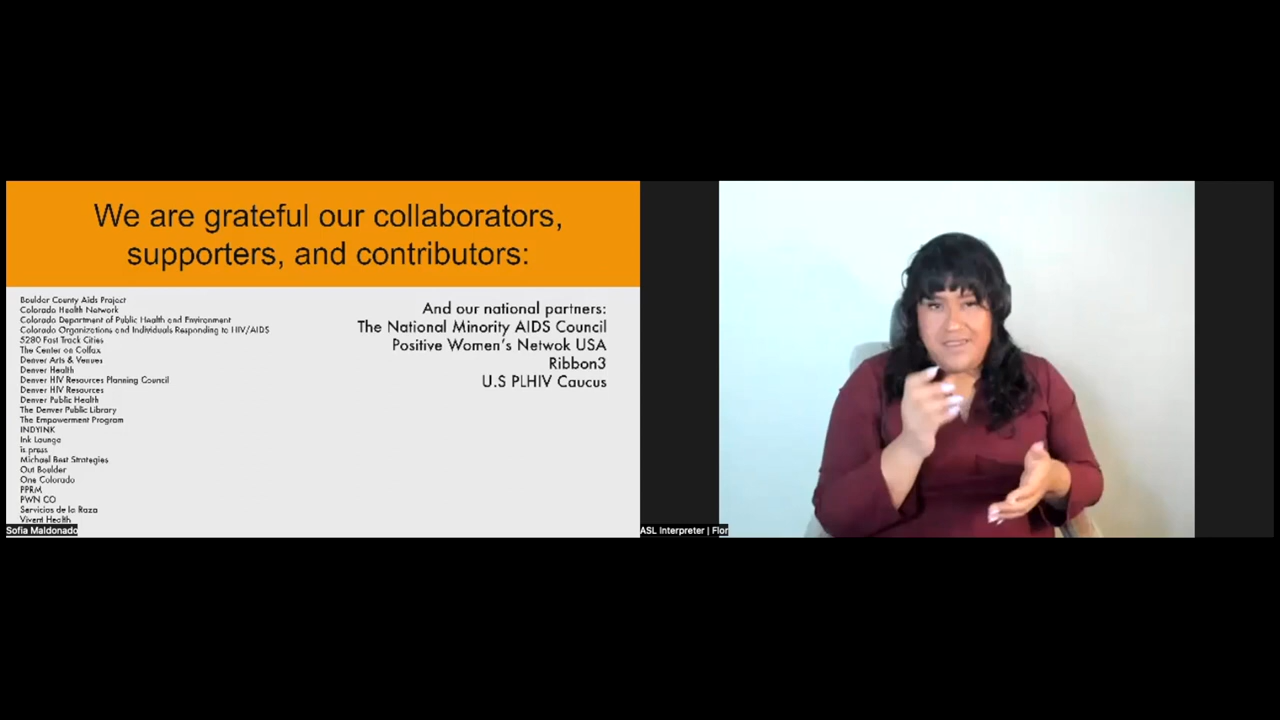 We are grateful our collaborators,
supporters, and contributors:
Boulder County Aids Project
Colorado Health Network
Colorado Department of Public Health and Environment
Colorado Organizations and Individuals Responding to HIV/AIDS
5280 Fast Track Cities
The Center on Colfax
Denver Arts & Venues
Denver Health
Denver HIV Resources Planning Council
Denver HIV Resources
Denver Public Health
The Denver Public Library
The Empowerment Program
INDYINK
Ink Lounge
is press
Michael Best Strategies
Out Boulder
One Colorado
PPRM
PWN CO
Servicios de la Raza
Vivent Health
And our national partners:
The National Minority AIDS Council
Positive Women's Netwok USA
Ribbon3
U.S PLHIV Caucus
Sofia Maldonado
ASL Interpreter | Flor